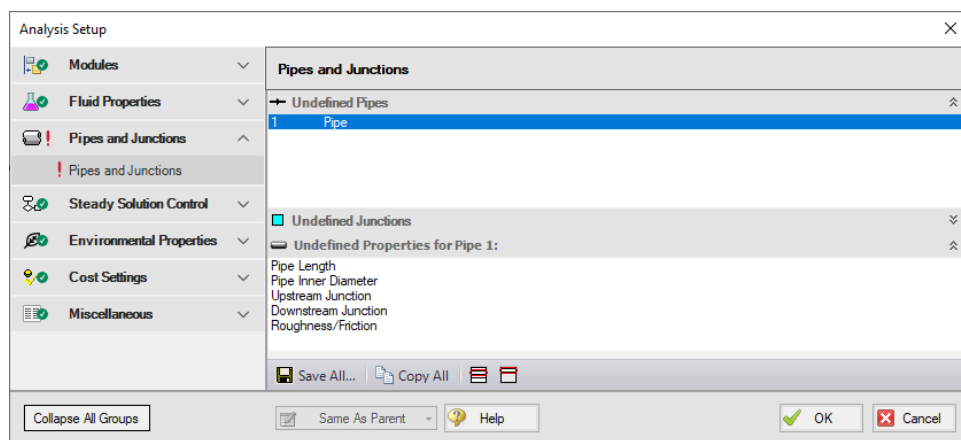 Analysis Setup
Modules
Fluid Properties
Pipes and Junctions
Pipes and Junctions
Steady Solution Control
Environmental Properties
Cost Settings
Miscellaneous
Pipes and Junctions
Undefined Pipes
1 Pipe
Undefined Junctions
Undefined Properties for Pipe 1:
Pipe Length
Pipe Inner Diameter
Upstream Junction
Downstream Junction
Roughness/Friction
Save All... Copy All
Collapse All Groups Same As Parent Help OK Cancel